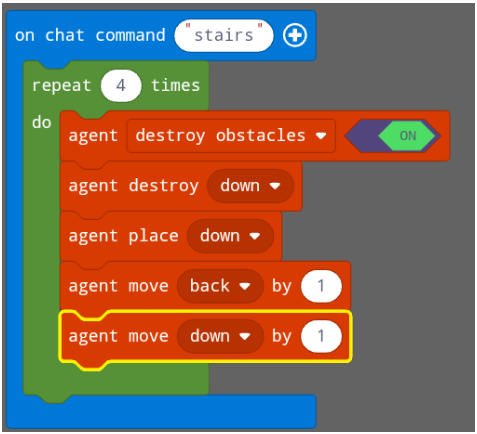 on chat command "stairs"
repeat 4 times
do
agent destroy obstacles ON
agent destroy down
agent place down
agent move back by 1
agent move down by 1